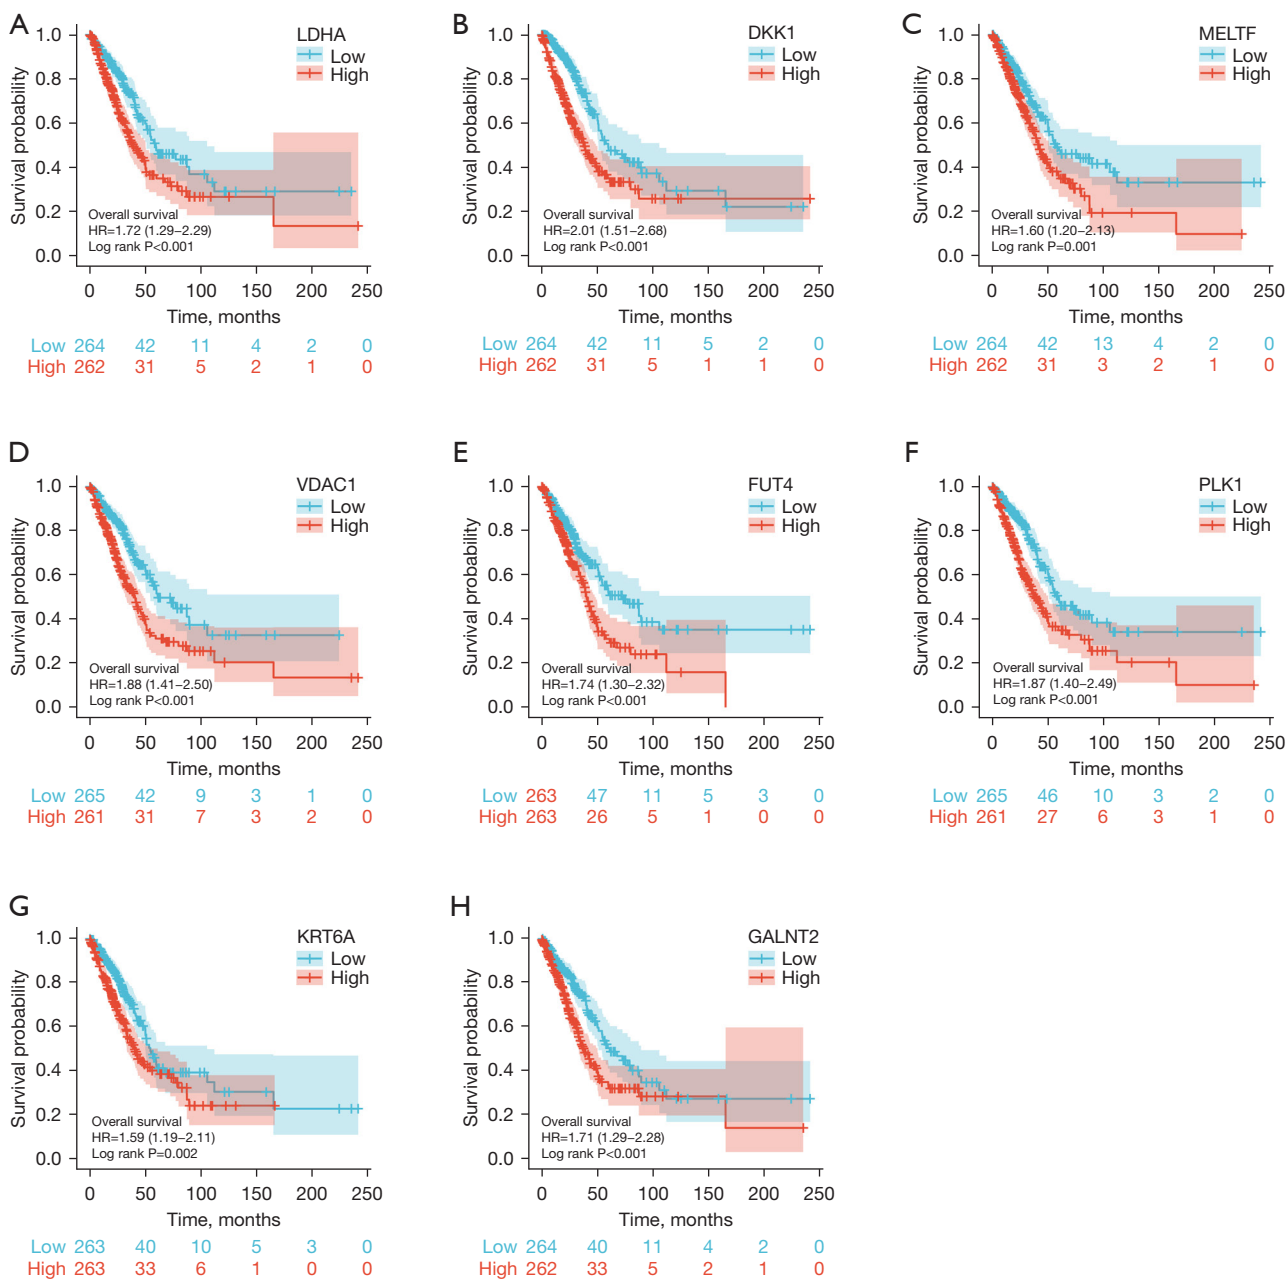 A
LDHA
Low
High
Survival probability
1.0
0.8
0.6
0.4
0.2
0.0
Overall survival
HR=1.72 (1.29–2.29)
Log rank P<0.001
0 50 100 150 200 250
Time, months
Low 264 42 11 4 2 0
High 262 31 5 2 1 0
B
DKK1
Low
High
Survival probability
1.0
0.8
0.6
0.4
0.2
0.0
Overall survival
HR=2.01 (1.51–2.68)
Log rank P<0.001
0 50 100 150 200 250
Time, months
Low 264 42 11 5 2 0
High 262 31 5 1 1 0
C
MELTF
Low
High
Survival probability
1.0
0.8
0.6
0.4
0.2
0.0
Overall survival
HR=1.60 (1.20–2.13)
Log rank P=0.001
0 50 100 150 200 250
Time, months
Low 264 42 13 4 2 0
High 262 31 3 2 1 0
D
VDAC1
Low
High
Survival probability
1.0
0.8
0.6
0.4
0.2
0.0
Overall survival
HR=1.88 (1.41–2.50)
Log rank P<0.001
0 50 100 150 200 250
Time, months
Low 265 42 9 3 1 0
High 261 31 7 3 2 0
E
FUT4
Low
High
Survival probability
1.0
0.8
0.6
0.4
0.2
0.0
Overall survival
HR=1.74 (1.30–2.32)
Log rank P<0.001
0 50 100 150 200 250
Time, months
Low 263 47 11 5 3 0
High 263 26 5 1 0 0
F
PLK1
Low
High
Survival probability
1.0
0.8
0.6
0.4
0.2
0.0
Overall survival
HR=1.87 (1.40–2.49)
Log rank P<0.001
0 50 100 150 200 250
Time, months
Low 265 46 10 3 2 0
High 261 27 6 3 1 0
G
KRT6A
Low
High
Survival probability
1.0
0.8
0.6
0.4
0.2
0.0
Overall survival
HR=1.59 (1.19–2.11)
Log rank P=0.002
0 50 100 150 200 250
Time, months
Low 263 40 10 5 3 0
High 263 33 6 1 0 0
H
GALNT2
Low
High
Survival probability
1.0
0.8
0.6
0.4
0.2
0.0
Overall survival
HR=1.71 (1.29–2.28)
Log rank P<0.001
0 50 100 150 200 250
Time, months
Low 264 40 11 4 2 0
High 262 33 5 2 1 0